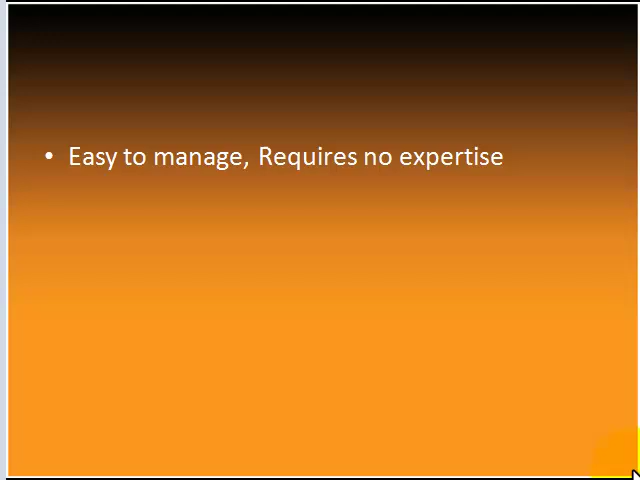 • Easy to manage, Requires no expertise